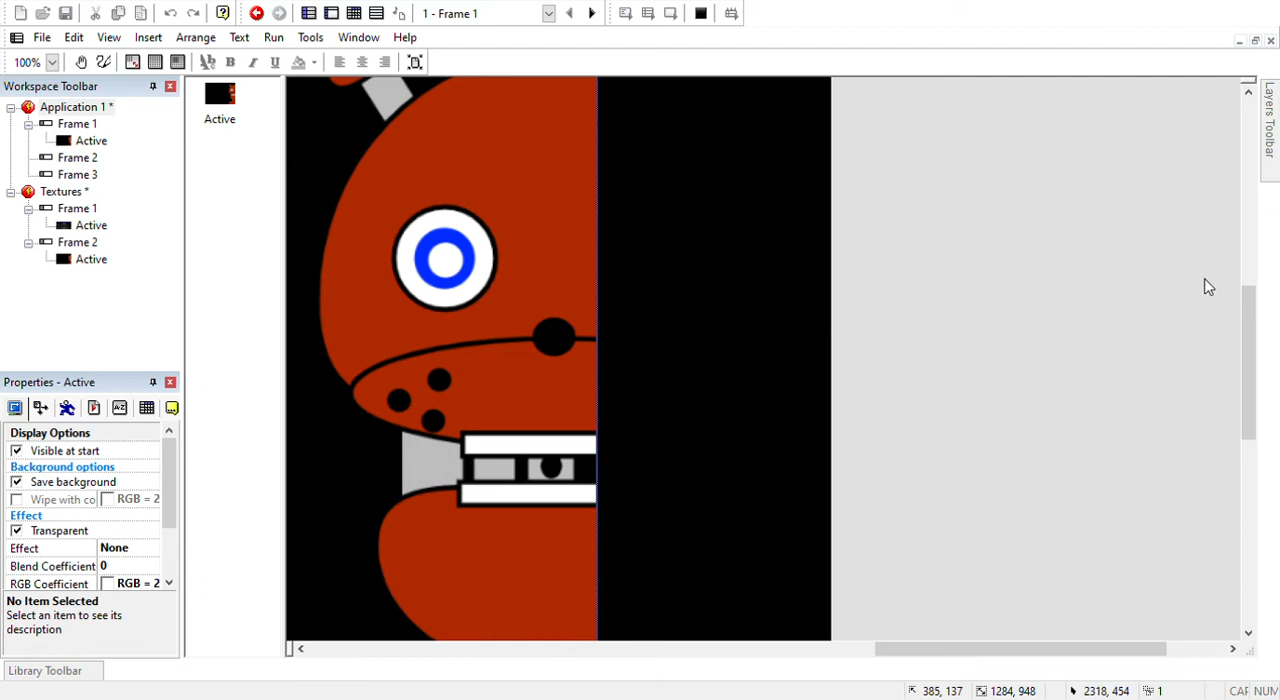 1 - Frame 1
File Edit View Insert Arrange Text Run Tools Window Help
100% B I U
Workspace Toolbar
Application 1 *
Frame 1
Active
Frame 2
Frame 3
Textures *
Frame 1
Active
Frame 2
Active
Active
Layers Toolbar
Properties - Active
Display Options
Visible at start
Background options
Save background
Wipe with co RGB = 2
Effect
Transparent
Effect None
Blend Coefficient 0
RGB Coefficient RGB = 2
No Item Selected
Select an item to see its
description
Library Toolbar
385, 137 1284, 948 2318, 454 1 CAP NUM